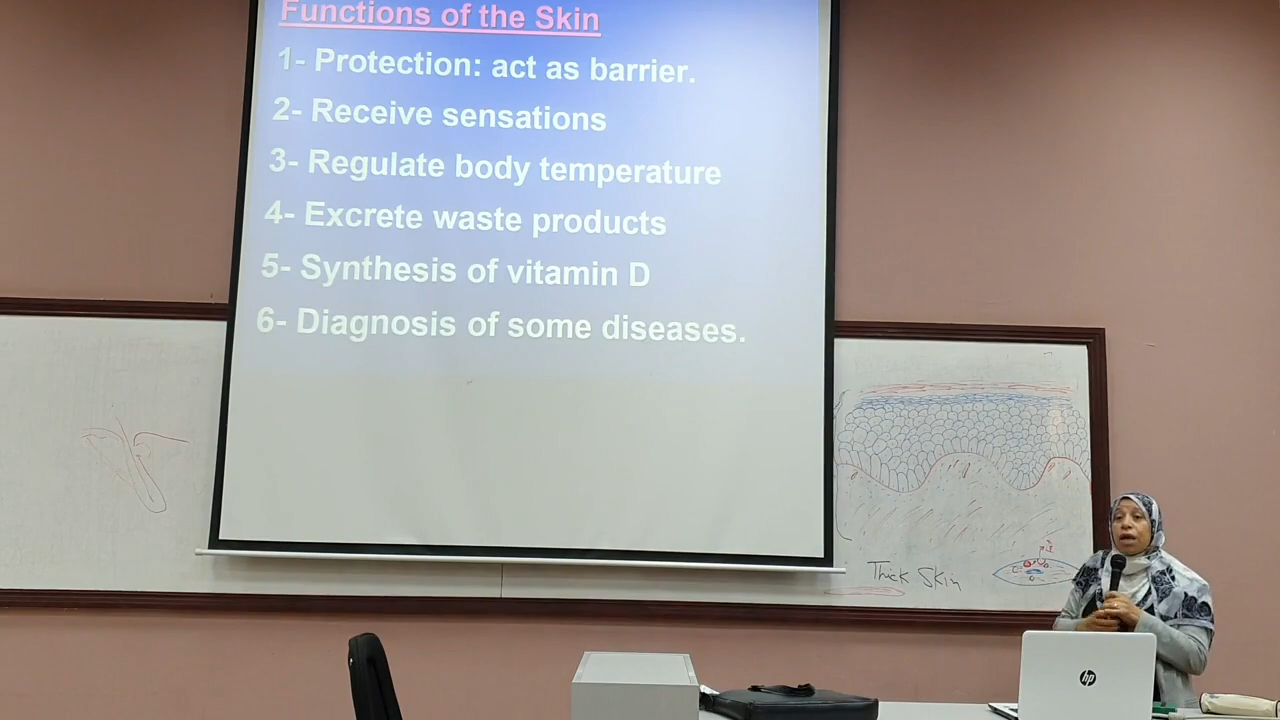 Functions of the Skin
1- Protection: act as barrier.
2- Receive sensations
3- Regulate body temperature
4- Excrete waste products
5- Synthesis of vitamin D
6- Diagnosis of some diseases.
Thick Skin
hp